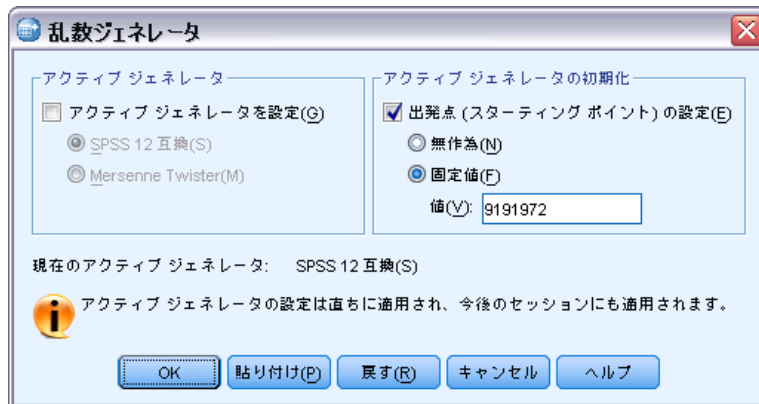 乱数ジェネレータ
アクティブ ジェネレータ
アクティブ ジェネレータを設定(G)
SPSS 12 互換(S)
Mersenne Twister(M)
アクティブ ジェネレータの初期化
出発点 (スターティング ポイント) の設定(E)
無作為(N)
固定値(F)
値(V): 9191972
現在のアクティブ ジェネレータ: SPSS 12 互換(S)
アクティブ ジェネレータの設定は直ちに適用され、今後のセッションにも適用されます。
OK 貼り付け(P) 戻す(R) キャンセル ヘルプ